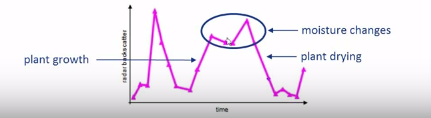 moisture changes
plant growth
plant drying
radar backscatter
time